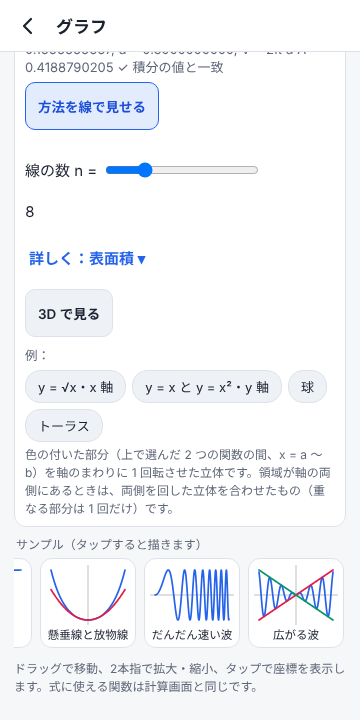 グラフ
0.4188790205 ✓ 積分の値と一致
方法を線で見せる
線の数 n =
8
詳しく：表面積 ▾
3D で見る
例：
y = √x・x 軸
y = x と y = x²・y 軸
球
トーラス
色の付いた部分（上で選んだ 2 つの関数の間、x = a ～
b）を軸のまわりに 1 回転させた立体です。領域が軸の両
側にあるときは、両側を回した立体を合わせたもの（重
なる部分は 1 回だけ）です。
サンプル（タップすると描きます）
懸垂線と放物線
だんだん速い波
広がる波
ドラッグで移動、2本指で拡大・縮小、タップで座標を表示し
ます。式に使える関数は計算画面と同じです。